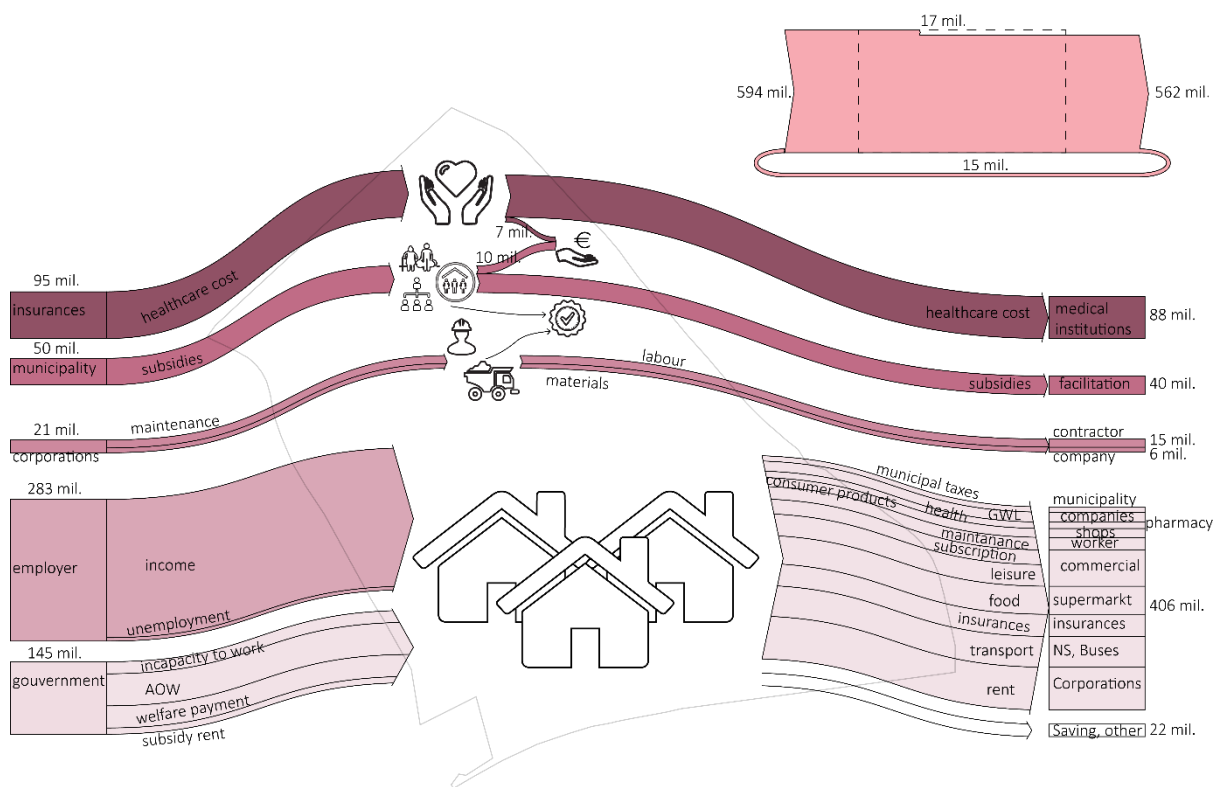 17 mil.
594 mil.
562 mil.
15 mil.
7 mil.
€
10 mil.
95 mil.
insurances
healthcare cost
healthcare cost
medical
institutions
88 mil.
50 mil.
municipality
subsidies
subsidies
facilitation
40 mil.
labour
materials
21 mil.
corporations
maintenance
contractor
company
15 mil.
6 mil.
283 mil.
employer
income
unemployment
145 mil.
gouvernment
incapacity to work
AOW
welfare payment
subsidy rent
municipal taxes
consumer products
health
GWL
maintanance
subscription
leisure
food
insurances
transport
rent
municipality
companies
pharmacy
shops
worker
commercial
supermarkt
406 mil.
insurances
NS, Buses
Corporations
Saving, other
22 mil.